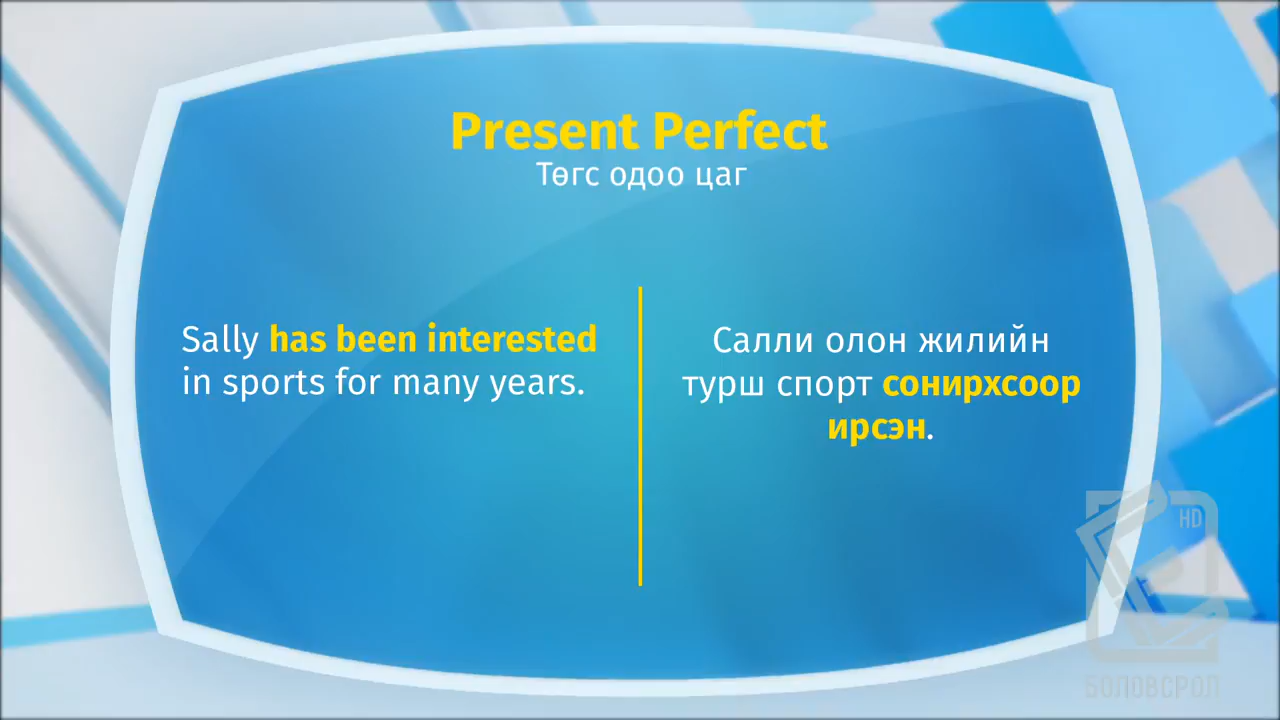 Present Perfect
Төгс одоо цаг
Sally has been interested
in sports for many years.
Салли олон жилийн
турш спорт сонирхсоор
ирсэн.
HD
БОЛОВСРОЛ